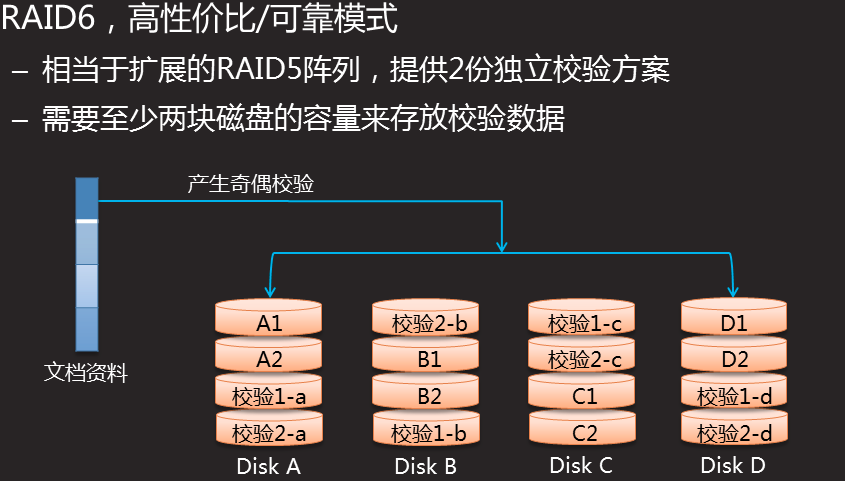 RAID6，高性价比/可靠模式
– 相当于扩展的RAID5阵列，提供2份独立校验方案
– 需要至少两块磁盘的容量来存放校验数据
产生奇偶校验
A1 校验2-b 校验1-c D1
A2 B1 校验2-c D2
文档资料
校验1-a B2 C1 校验1-d
校验2-a 校验1-b C2 校验2-d
Disk A Disk B Disk C Disk D